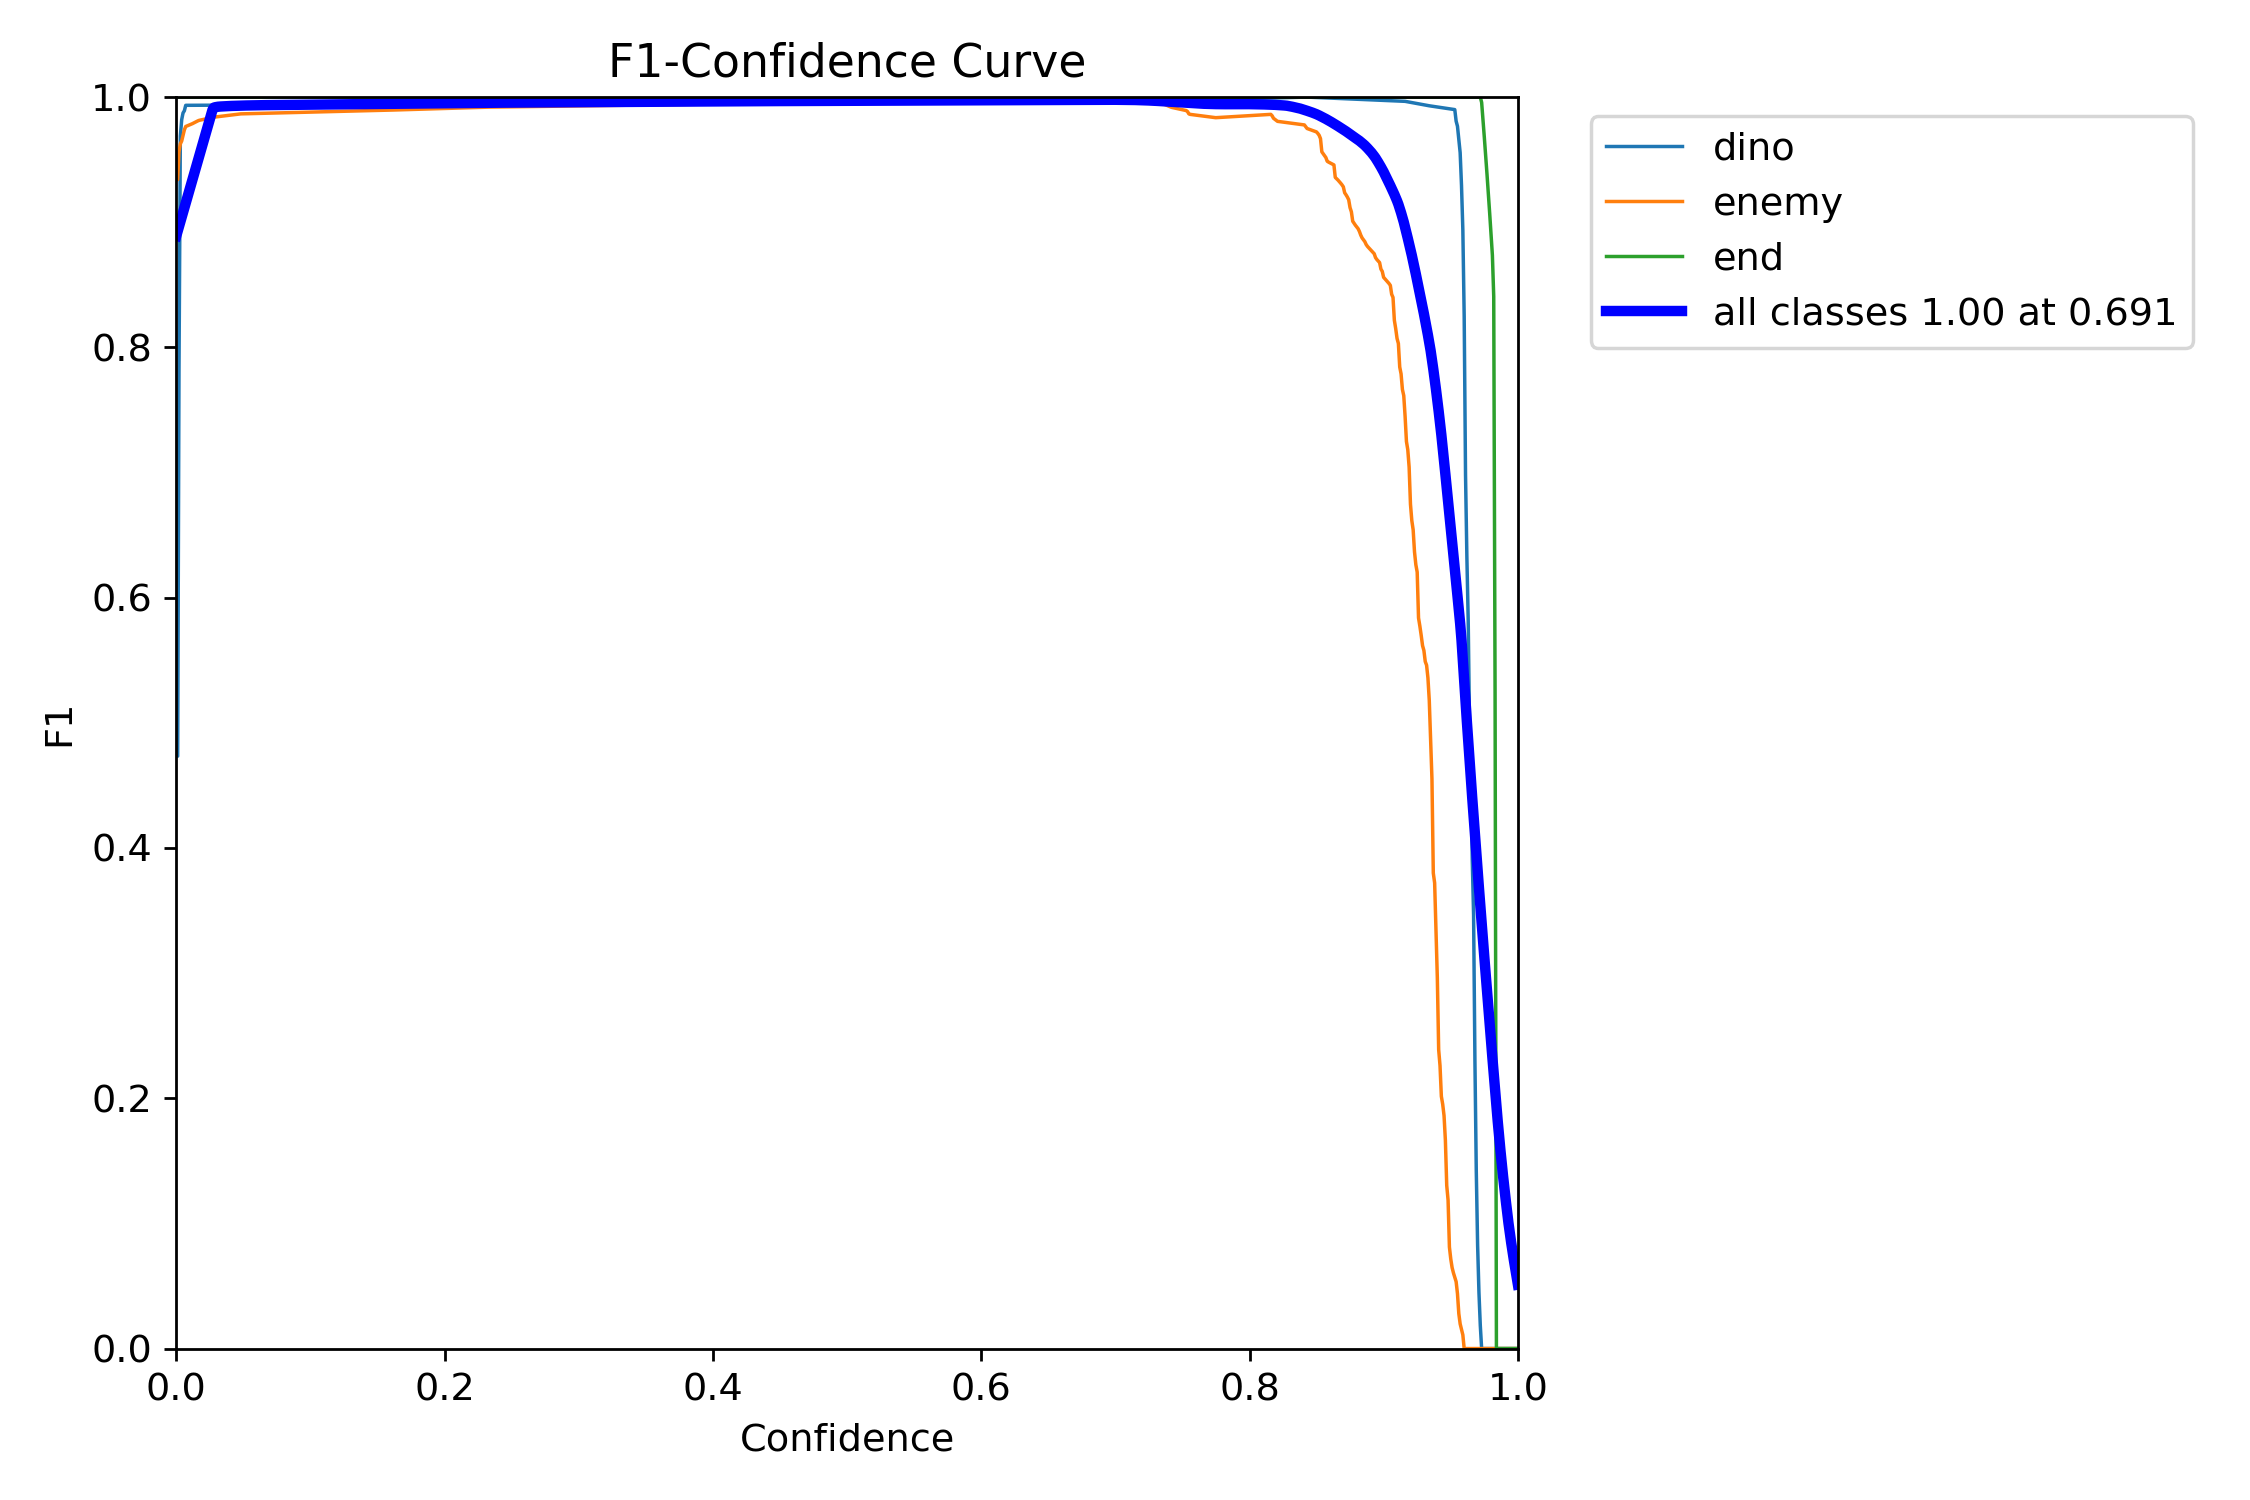 F1-Confidence Curve
1.0
0.8
0.6
0.4
0.2
0.0
F1
0.0 0.2 0.4 0.6 0.8 1.0
Confidence
dino
enemy
end
all classes 1.00 at 0.691